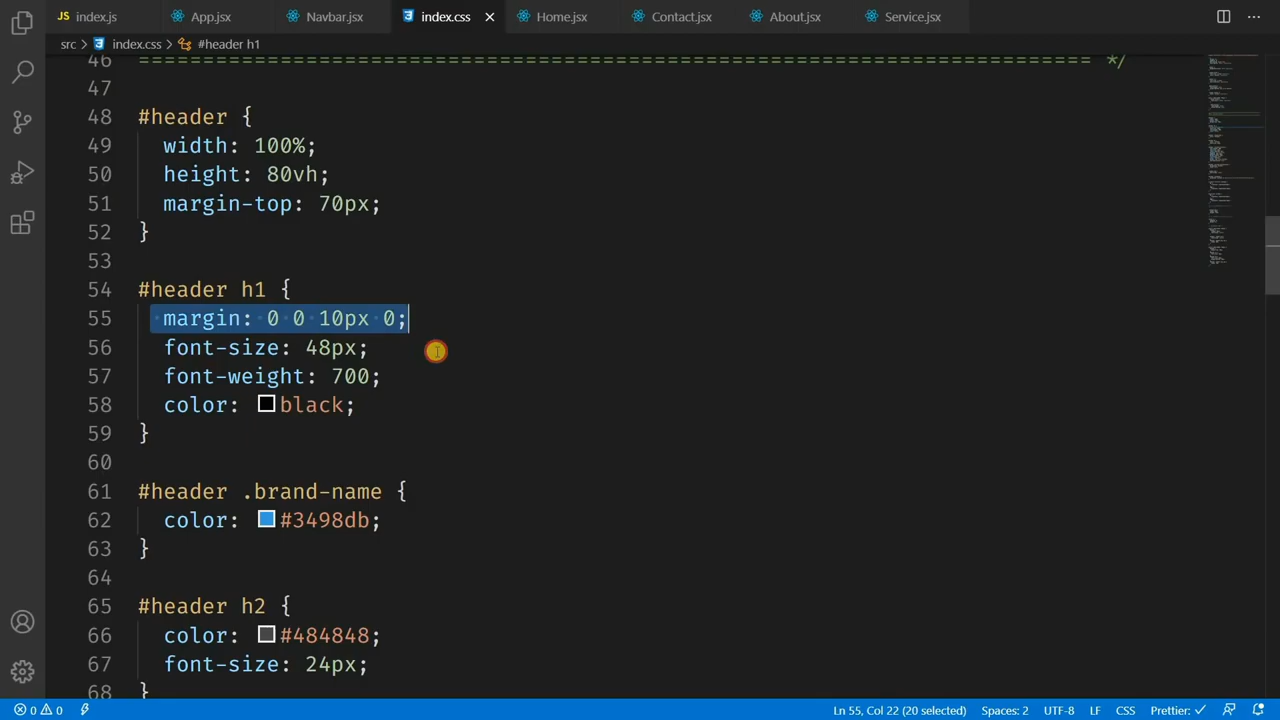 index.js App.jsx Navbar.jsx index.css Home.jsx Contact.jsx About.jsx Service.jsx
src > index.css > #header h1
46 ========================================================================= */
47
48 #header {
49 width: 100%;
50 height: 80vh;
51 margin-top: 70px;
52 }
53
54 #header h1 {
55 margin: 0 0 10px 0;
56 font-size: 48px;
57 font-weight: 700;
58 color: black;
59 }
60
61 #header .brand-name {
62 color: #3498db;
63 }
64
65 #header h2 {
66 color: #484848;
67 font-size: 24px;
68 }
0 0 Ln 55, Col 22 (20 selected) Spaces: 2 UTF-8 LF CSS Prettier: ✓